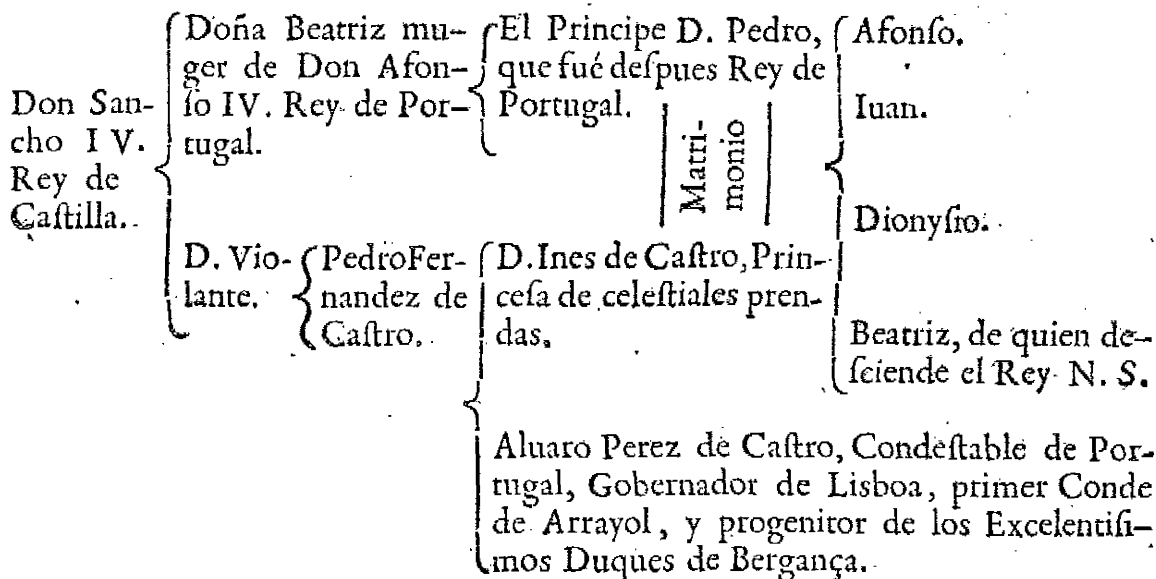 Don San-
cho I V.
Rey de
Caſtilla.
Doña Beatriz mu-
ger de Don Afon-
ſo IV. Rey de Por-
tugal.
El Principe D. Pedro,
que fué deſpues Rey de
Portugal.
Matri-
monio
Afonſo.
Iuan.
Dionyſio.
Beatriz, de quien de-
ſciende el Rey N. S.
D. Vio-
lante.
PedroFer-
nandez de
Caſtro.
D. Ines de Caſtro, Prin-
ceſa de celeſtiales pren-
das.
Aluaro Perez de Caſtro, Condeſtable de Por-
tugal, Gobernador de Lisboa, primer Conde
de Arrayol, y progenitor de los Excelentiſi-
mos Duques de Bergança.